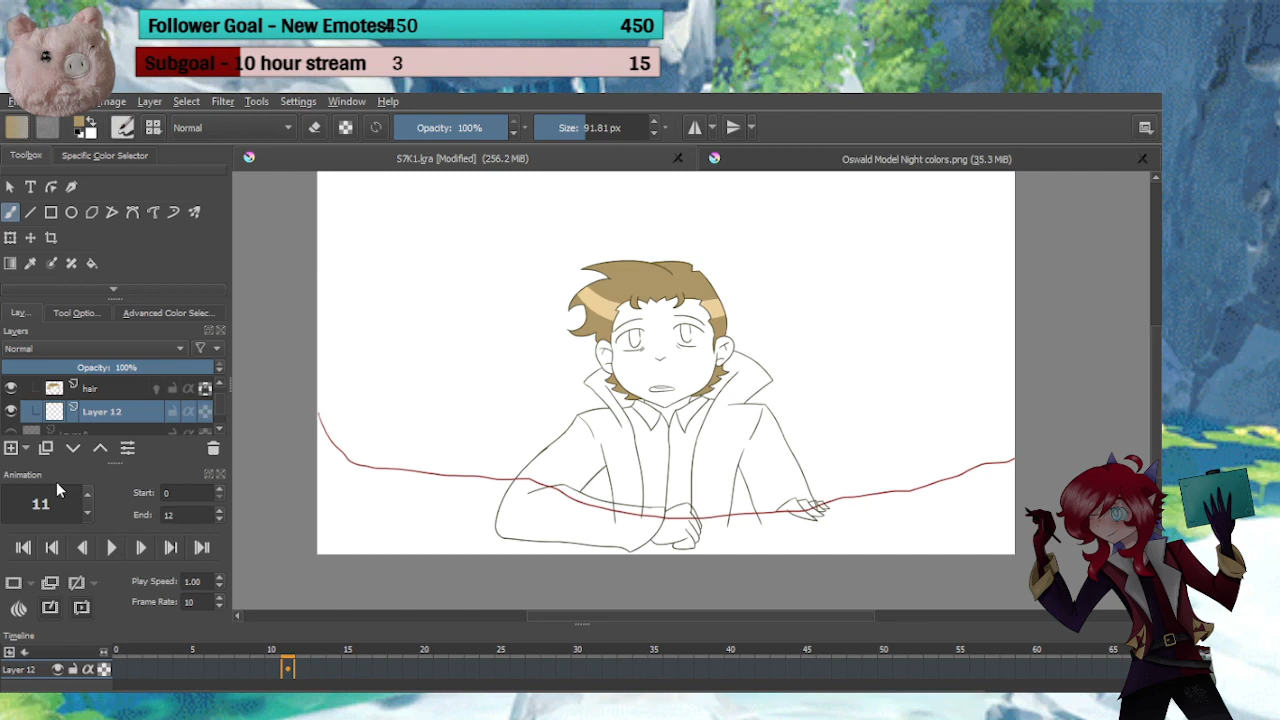 Follower Goal - New Emotes! 450 450
Subgoal - 10 hour stream 3 15
Image Layer Select Filter Tools Settings Window Help
Normal Opacity: 100% Size: 91.81 px
Toolbox Specific Color Selector S7K1.kra [Modified] (256.2 MiB) Oswald Model Night colors.png (35.3 MiB)
Lay... Tool Optio... Advanced Color Selec...
Layers
Normal
Opacity: 100%
hair
Layer 12
Animation
11 Start: 0
End: 12
Play Speed: 1.00
Frame Rate: 10
Timeline
0 5 10 15 20 25 30 35 40 45 50 55 60 65
Layer 12